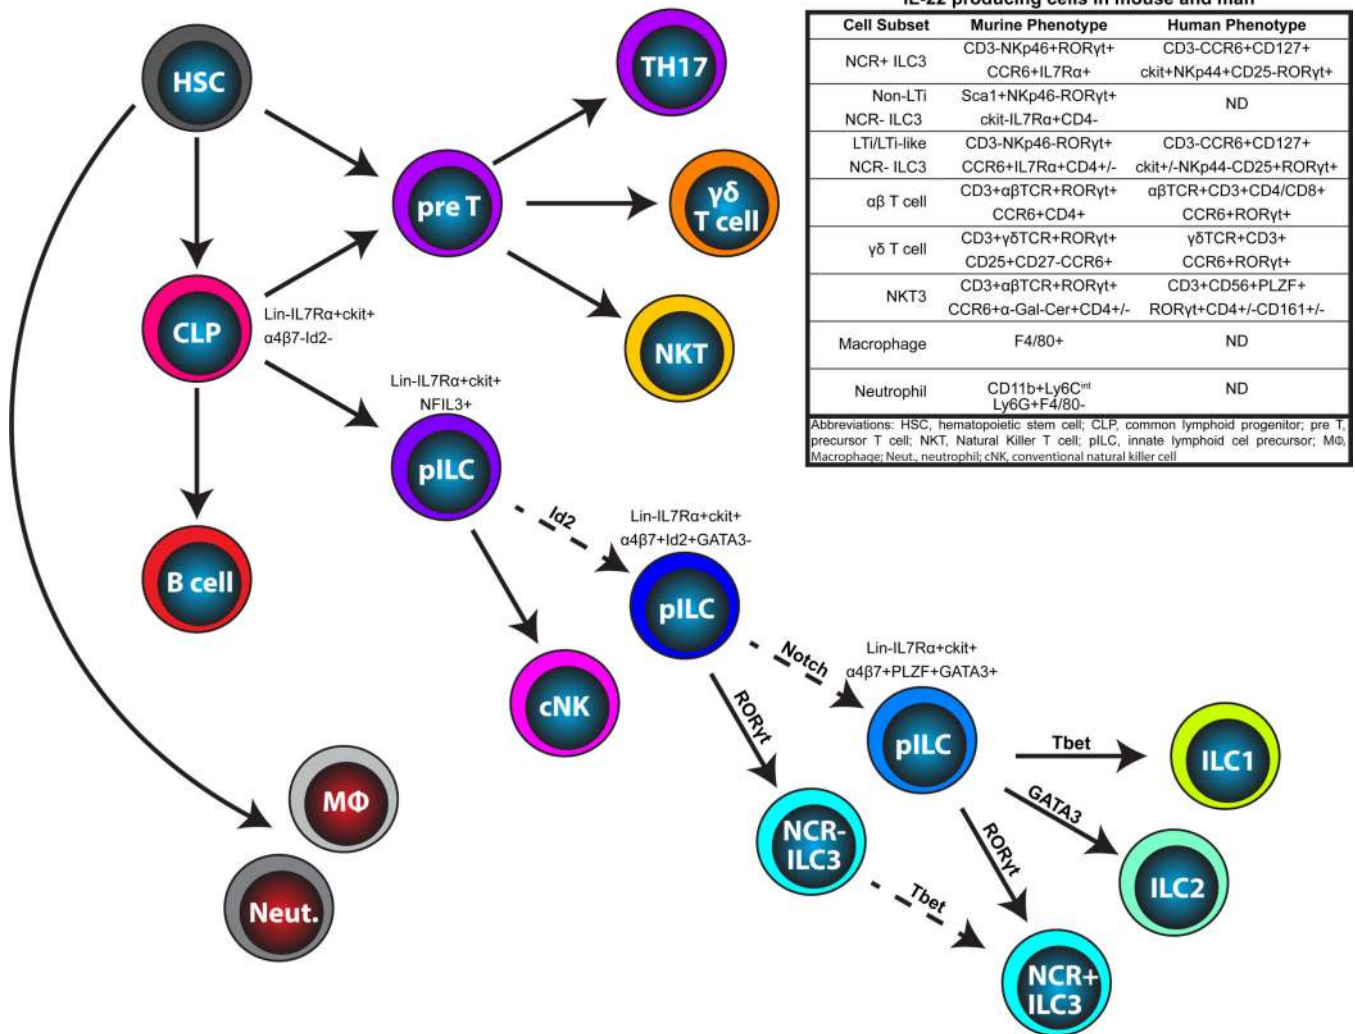 IL-22 producing cells in mouse and man
Cell Subset Murine Phenotype Human Phenotype
NCR+ ILC3 CD3-NKp46+RORγt+ CD3-CCR6+CD127+
CCR6+IL7Rα+ ckit+NKp44+CD25-RORγt+
Non-LTi Sca1+NKp46-RORγt+ ND
NCR- ILC3 ckit-IL7Rα+CD4-
LTi/LTi-like CD3-NKp46-RORγt+ CD3-CCR6+CD127+
NCR- ILC3 CCR6+IL7Rα+CD4+/- ckit+/-NKp44-CD25+RORγt+
αβ T cell CD3+αβTCR+RORγt+ αβTCR+CD3+CD4/CD8+
CCR6+CD4+ CCR6+RORγt+
γδ T cell CD3+γδTCR+RORγt+ γδTCR+CD3+
CD25+CD27-CCR6+ CCR6+RORγt+
NKT3 CD3+αβTCR+RORγt+ CD3+CD56+PLZF+
CCR6+α-Gal-Cer+CD4+/- RORγt+CD4+/-CD161+/-
Macrophage F4/80+ ND
Neutrophil CD11b+Ly6Cint ND
Ly6G+F4/80-
Abbreviations: HSC, hematopoietic stem cell; CLP, common lymphoid progenitor; pre T,
precursor T cell; NKT, Natural Killer T cell; pILC, innate lymphoid cel precursor; MΦ,
Macrophage; Neut., neutrophil; cNK, conventional natural killer cell
HSC
TH17
pre T
γδ
T cell
CLP
Lin-IL7Rα+ckit+
α4β7-Id2-
NKT
Lin-IL7Rα+ckit+
NFIL3+
pILC
B cell
Id2
Lin-IL7Rα+ckit+
α4β7+Id2+GATA3-
pILC
cNK
Notch
RORγt
Lin-IL7Rα+ckit+
α4β7+PLZF+GATA3+
pILC
Tbet
ILC1
GATA3
RORγt
ILC2
MΦ
Neut.
NCR-
ILC3
Tbet
NCR+
ILC3